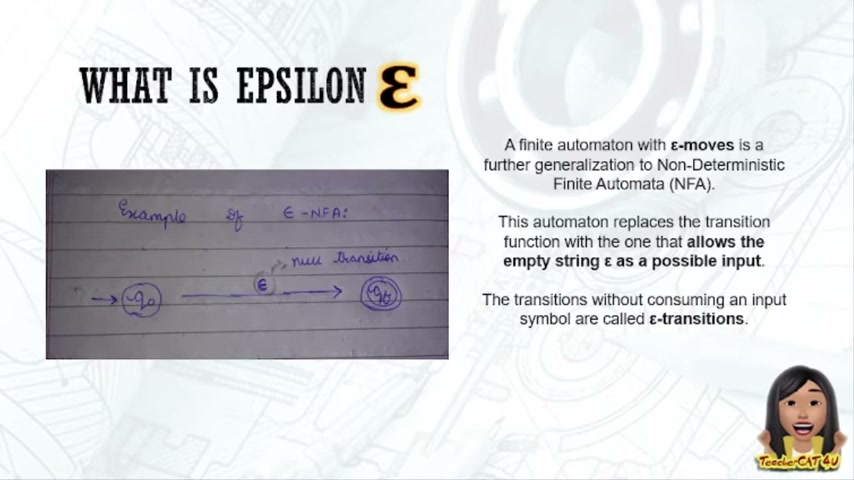 WHAT IS EPSILON ε
Example of ε-NFA:
null transition.
ε
q0
qf
A finite automaton with ε-moves is a
further generalization to Non-Deterministic
Finite Automata (NFA).
This automaton replaces the transition
function with the one that allows the
empty string ε as a possible input.
The transitions without consuming an input
symbol are called ε-transitions.
TeacherCAT4U